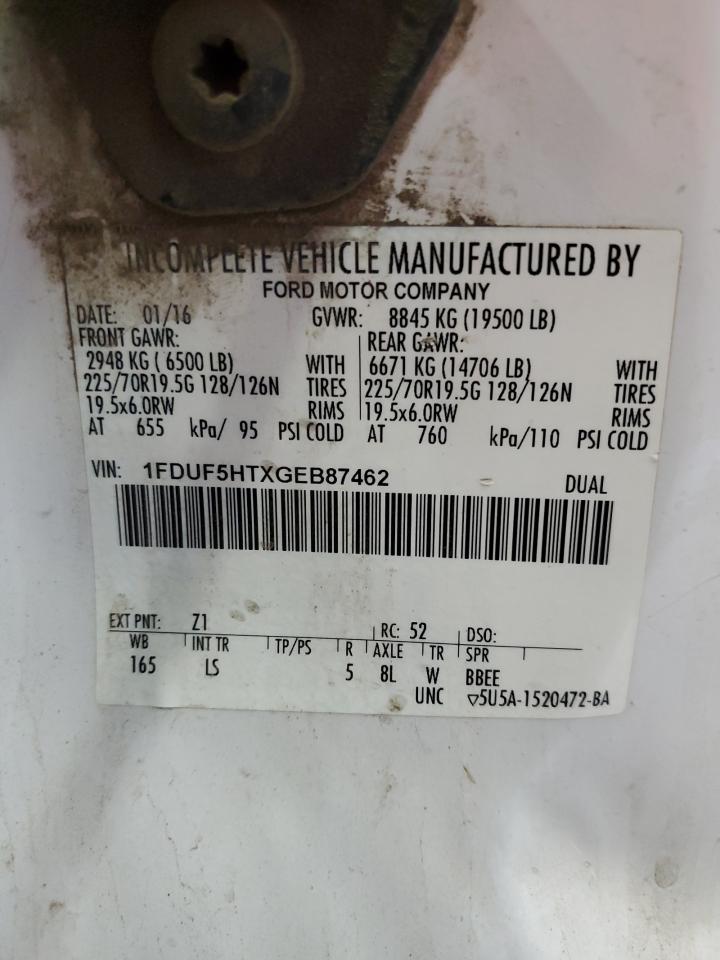 INCOMPLETE VEHICLE MANUFACTURED BY
FORD MOTOR COMPANY
DATE: 01/16 GVWR: 8845 KG (19500 LB)
FRONT GAWR: REAR GAWR:
2948 KG ( 6500 LB) WITH 6671 KG (14706 LB) WITH
225/70R19.5G 128/126N TIRES 225/70R19.5G 128/126N TIRES
19.5x6.0RW RIMS 19.5x6.0RW RIMS
AT 655 kPa/ 95 PSI COLD AT 760 kPa/110 PSI COLD
VIN: 1FDUF5HTXGEB87462 DUAL
EXT PNT: Z1 RC: 52 DSO:
WB INT TR TP/PS R AXLE TR SPR
165 LS 5 8L W BBEE
UNC ▽5U5A-1520472-BA